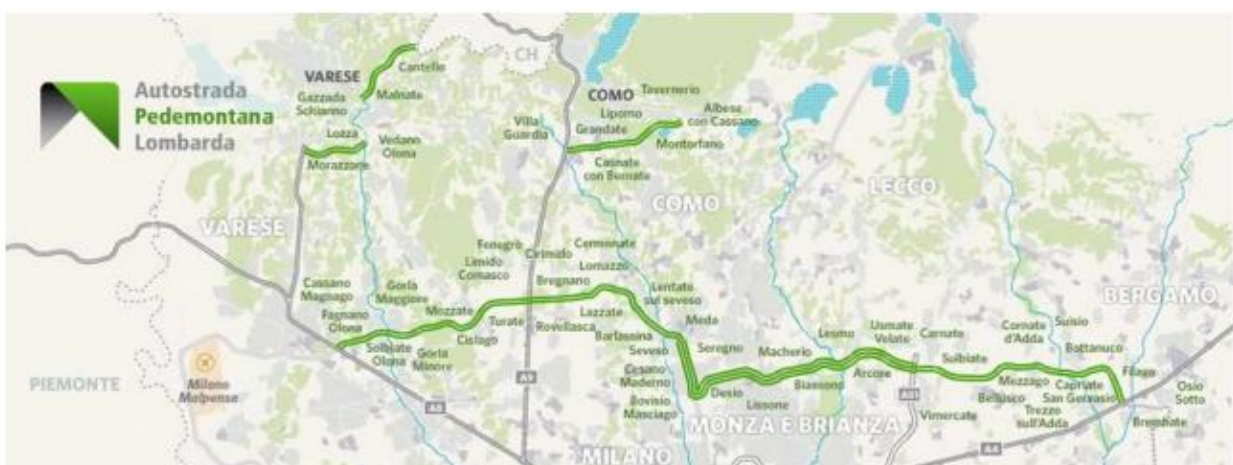 Autostrada
Pedemontana
Lombarda
VARESE
Cantello
Malnate
Gazzada
Schianno
Lozza
Vedano
Olona
Morazzone
VARESE
CH
COMO
Tavernerio
Villa
Guardia
Lipomo
Grandate
Albese
con Cassano
Montorfano
Casnate
con Bernate
COMO
LECCO
BERGAMO
Fenegrò
Cirimido
Cermenate
Limido
Comasco
Lomazzo
Bregnano
Cassano
Magnago
Gorla
Maggiore
Fagnano
Olona
Mozzate
Turate
Rovellasca
Lazzate
Lentate
sul seveso
Barlassina
Meda
Solbiate
Olona
Gorla
Minore
Cislago
Seveso
Seregno
Cesano
Maderno
Bovisio
Masciago
Desio
Macherio
Lissone
Biassono
Lesmo
Arcore
Usmate
Velate
Carnate
Sulbiate
Cornate
d'Adda
Suisio
Bottanuco
Mezzago
Bellusco
Capriate
San Gervasio
Trezzo
sull'Adda
Filago
Osio
Sotto
Brembate
Vimercate
PIEMONTE
Milano
Malpensa
A8
A9
A51
A4
MONZA E BRIANZA
MILANO